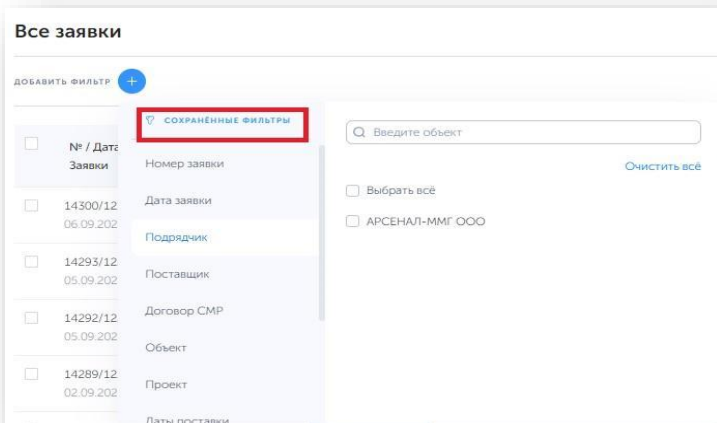 Все заявки
ДОБАВИТЬ ФИЛЬТР +
СОХРАНЁННЫЕ ФИЛЬТРЫ
Номер заявки
Дата заявки
Подрядчик
Поставщик
Договор СМР
Объект
Проект
Даты поставки
Введите объект
Очистить всё
Выбрать всё
АРСЕНАЛ-ММГ ООО
№ / Дата
Заявки
14300/12
06.09.202
14293/12
05.09.202
14292/12
05.09.202
14289/12
02.09.202